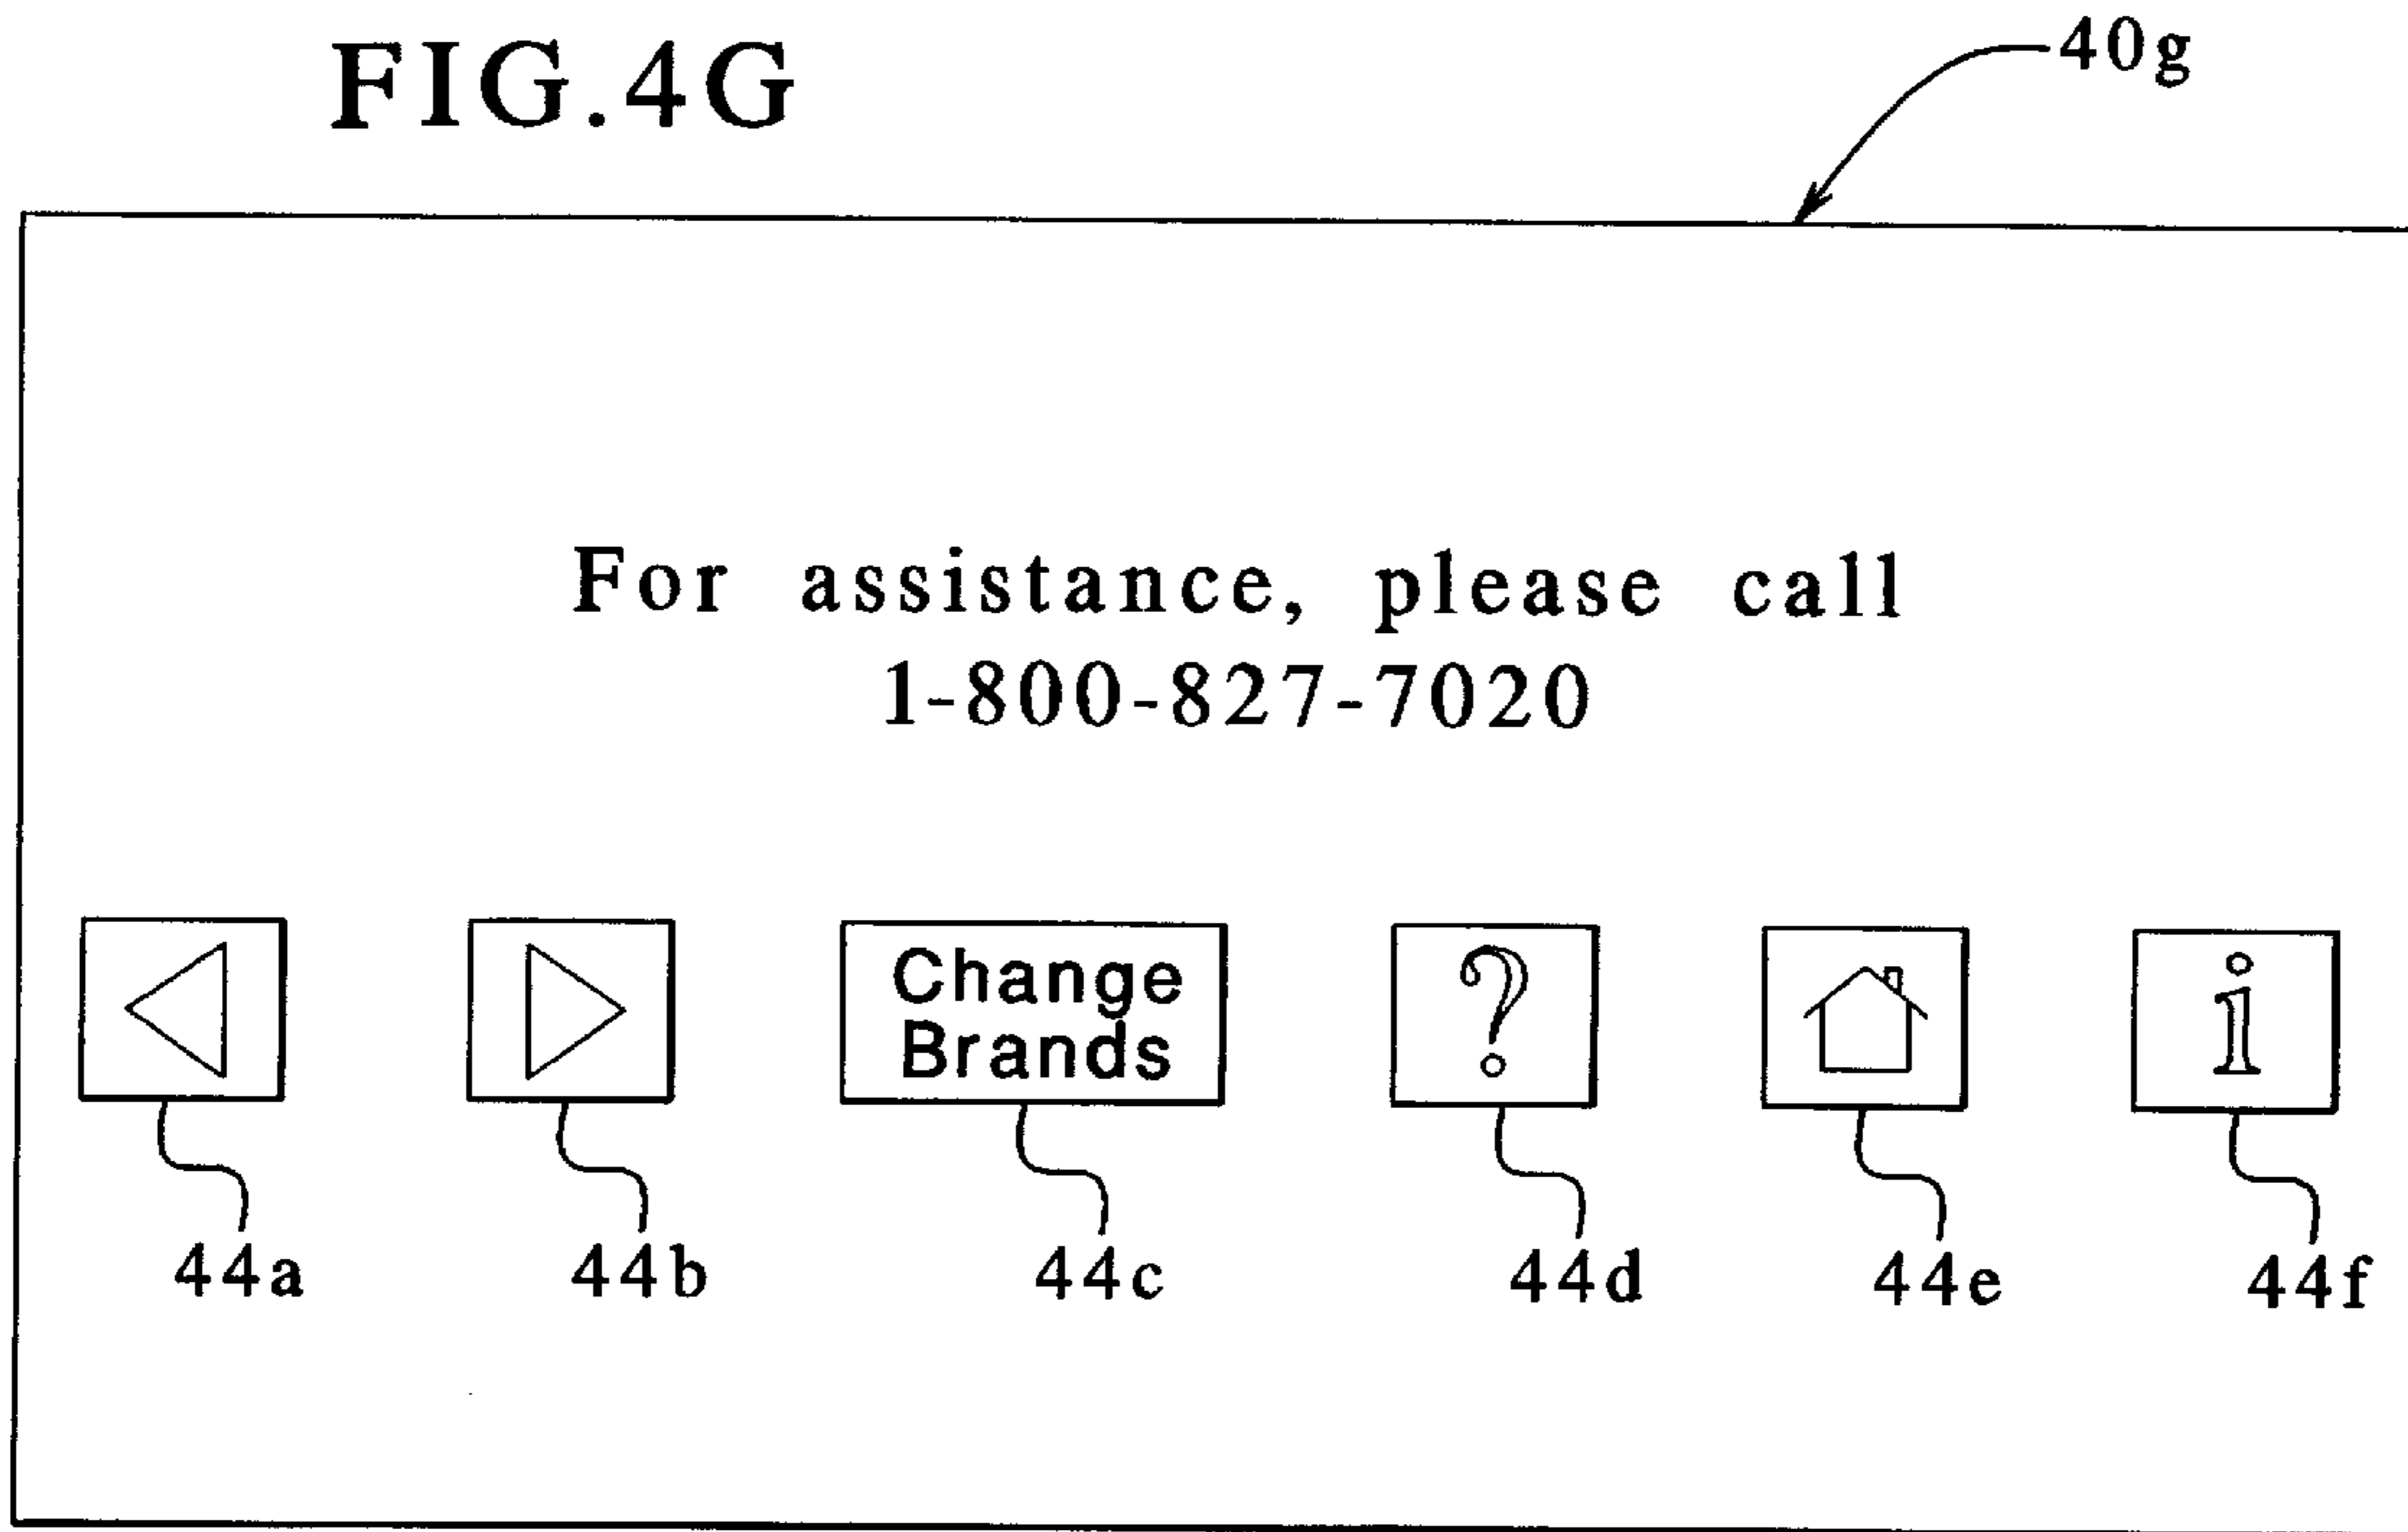 FIG.4G
40g
For assistance, please call
1-800-827-7020
Change
Brands
?
i
44a 44b 44c 44d 44e 44f